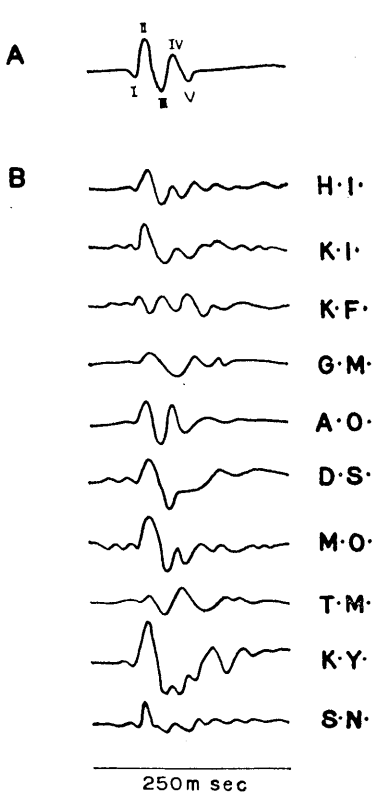 A
II
IV
I
III
V
B
H·I·
K·I·
K·F·
G·M·
A·O·
D·S·
M·O·
T·M·
K·Y·
S·N·
250m sec